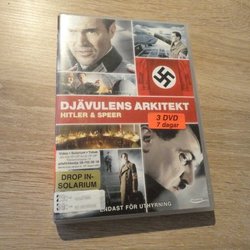 DJÄVULENS ARKITEKT
HITLER & SPEER
3 DVD
7 dagar
DROP IN-
SOLARIUM
ENDAST FÖR UTHYRNING